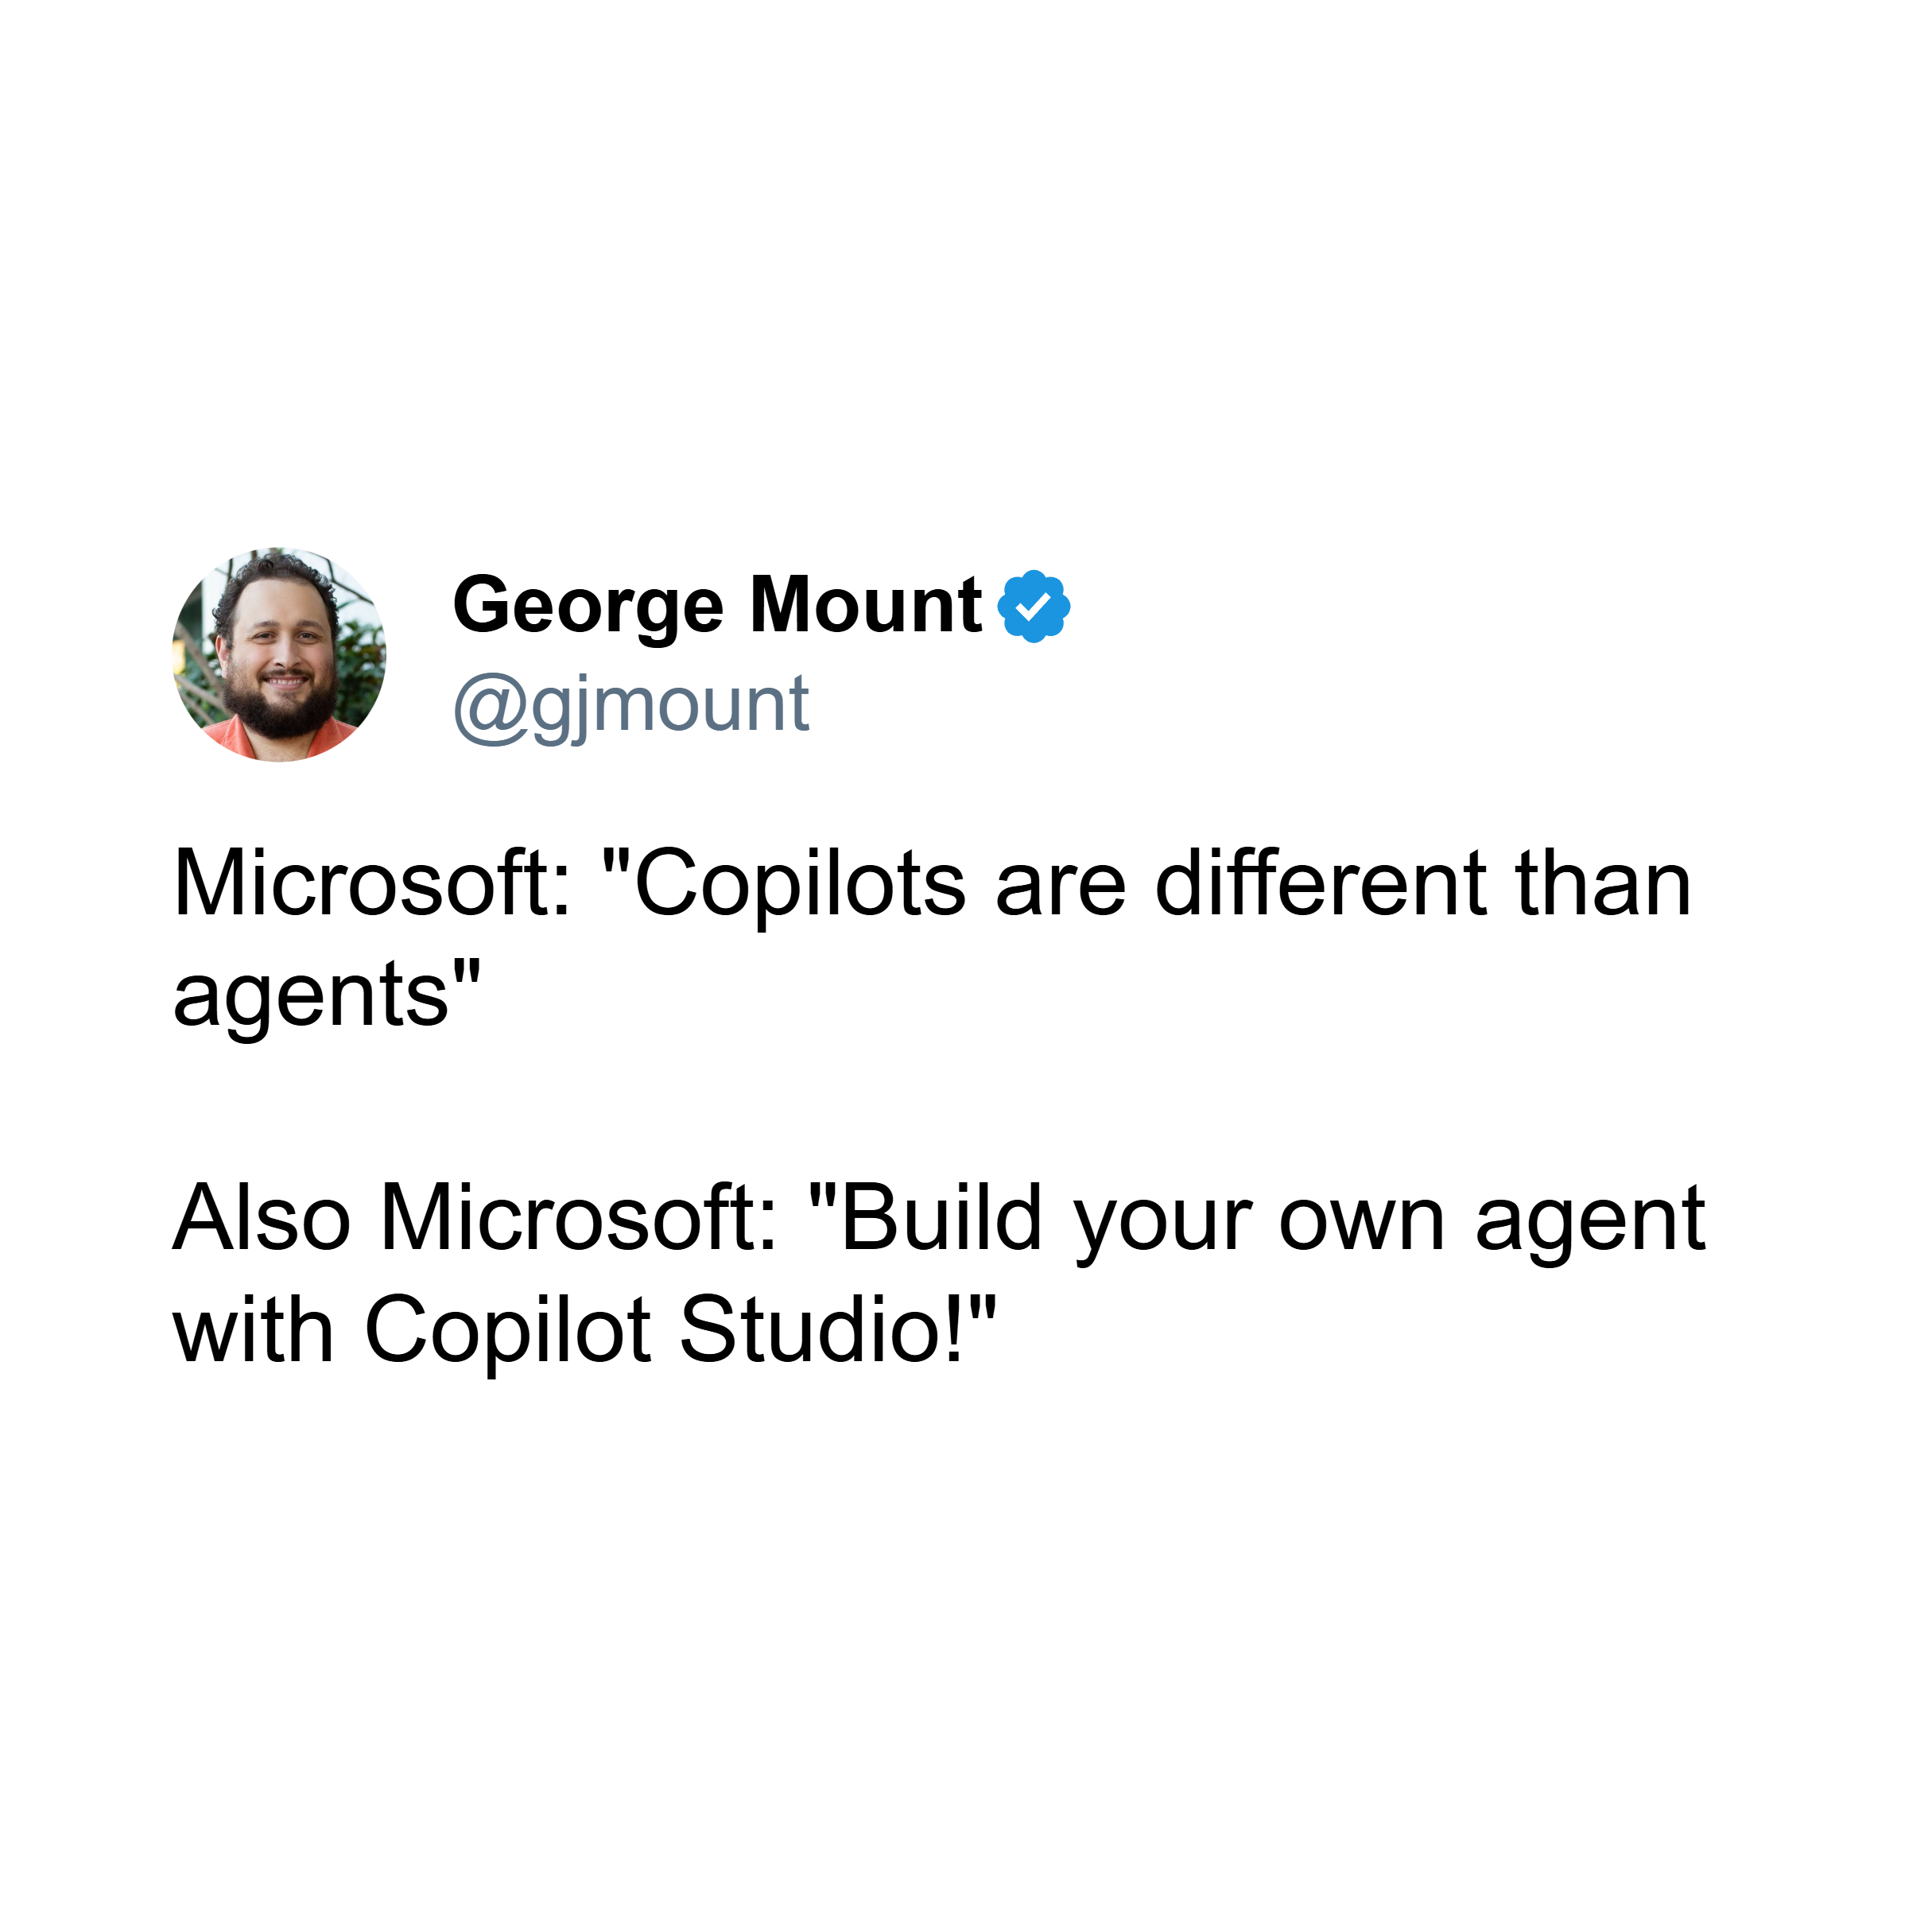 George Mount
@gjmount
Microsoft: "Copilots are different than
agents"
Also Microsoft: "Build your own agent
with Copilot Studio!"